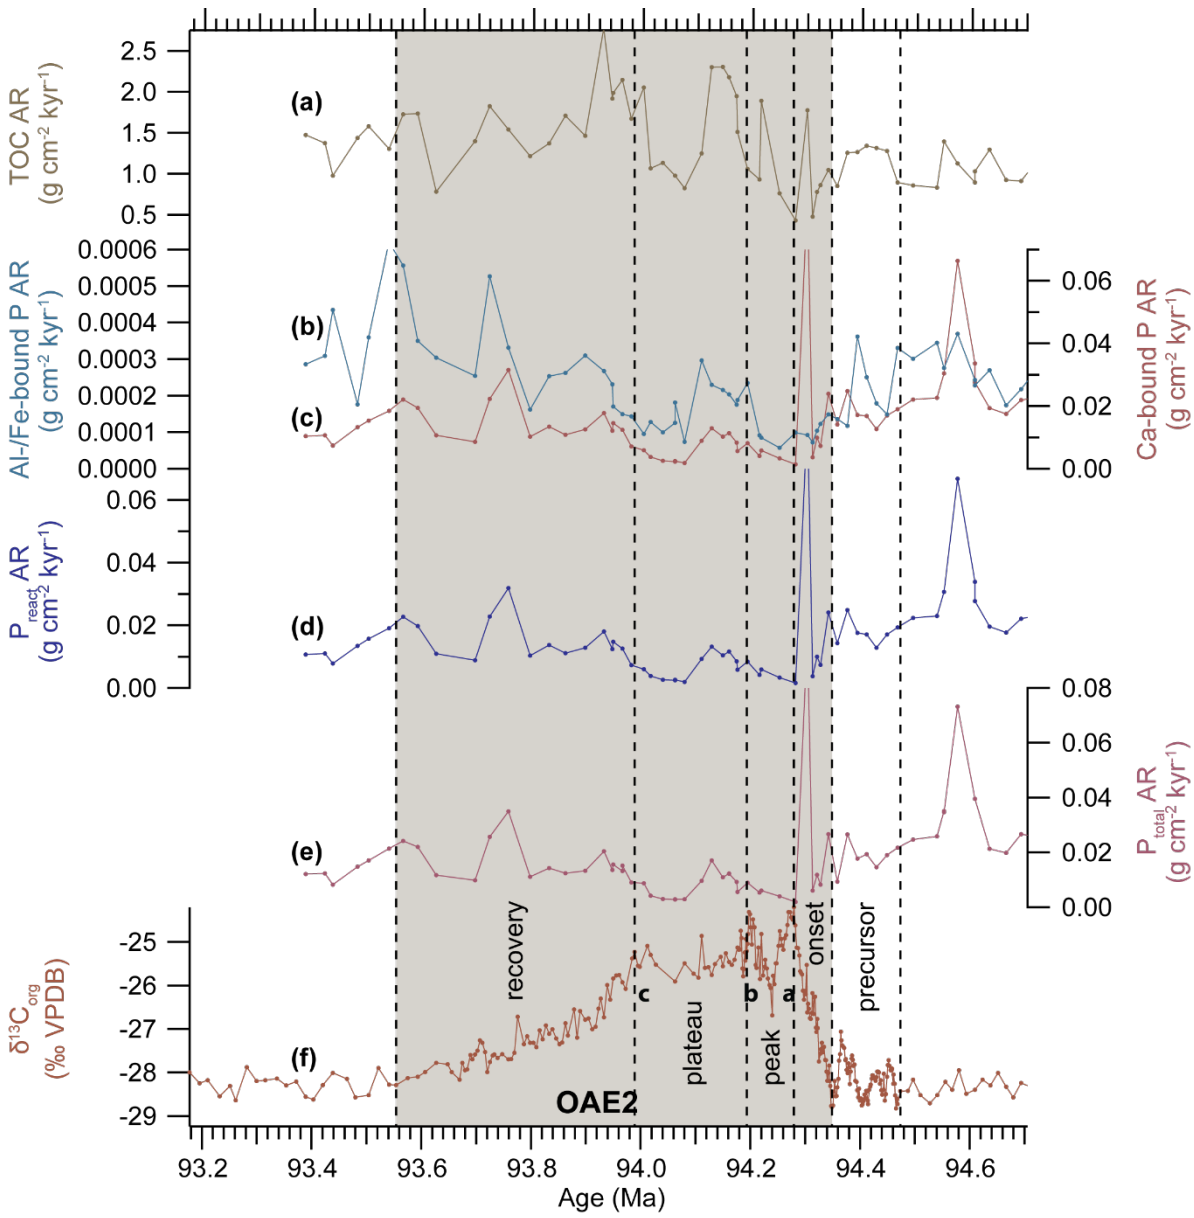 TOC AR
(g cm⁻² kyr⁻¹)
2.5
2.0
1.5
1.0
0.5
(a)
Al-/Fe-bound P AR
(g cm⁻² kyr⁻¹)
0.0006
0.0005
0.0004
0.0003
0.0002
0.0001
0.0000
(b)
(c)
0.06
0.04
0.02
0.00
Ca-bound P AR
(g cm⁻² kyr⁻¹)
P_react AR
(g cm⁻² kyr⁻¹)
0.06
0.04
0.02
0.00
(d)
0.08
0.06
0.04
0.02
0.00
P_total AR
(g cm⁻² kyr⁻¹)
(e)
δ¹³C_org
(‰ VPDB)
-25
-26
-27
-28
-29
(f)
recovery
plateau
peak
onset
precursor
c
b
a
OAE2
93.2 93.4 93.6 93.8 94.0 94.2 94.4 94.6
Age (Ma)